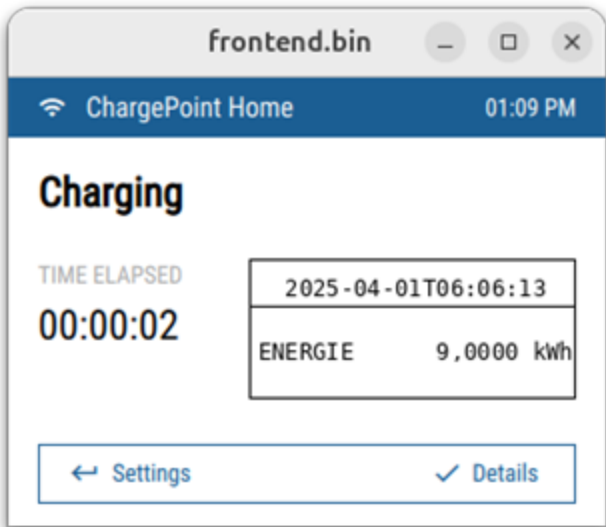 frontend.bin
ChargePoint Home 01:09 PM
Charging
TIME ELAPSED
00:00:02
2025-04-01T06:06:13
ENERGIE 9,0000 kWh
Settings Details